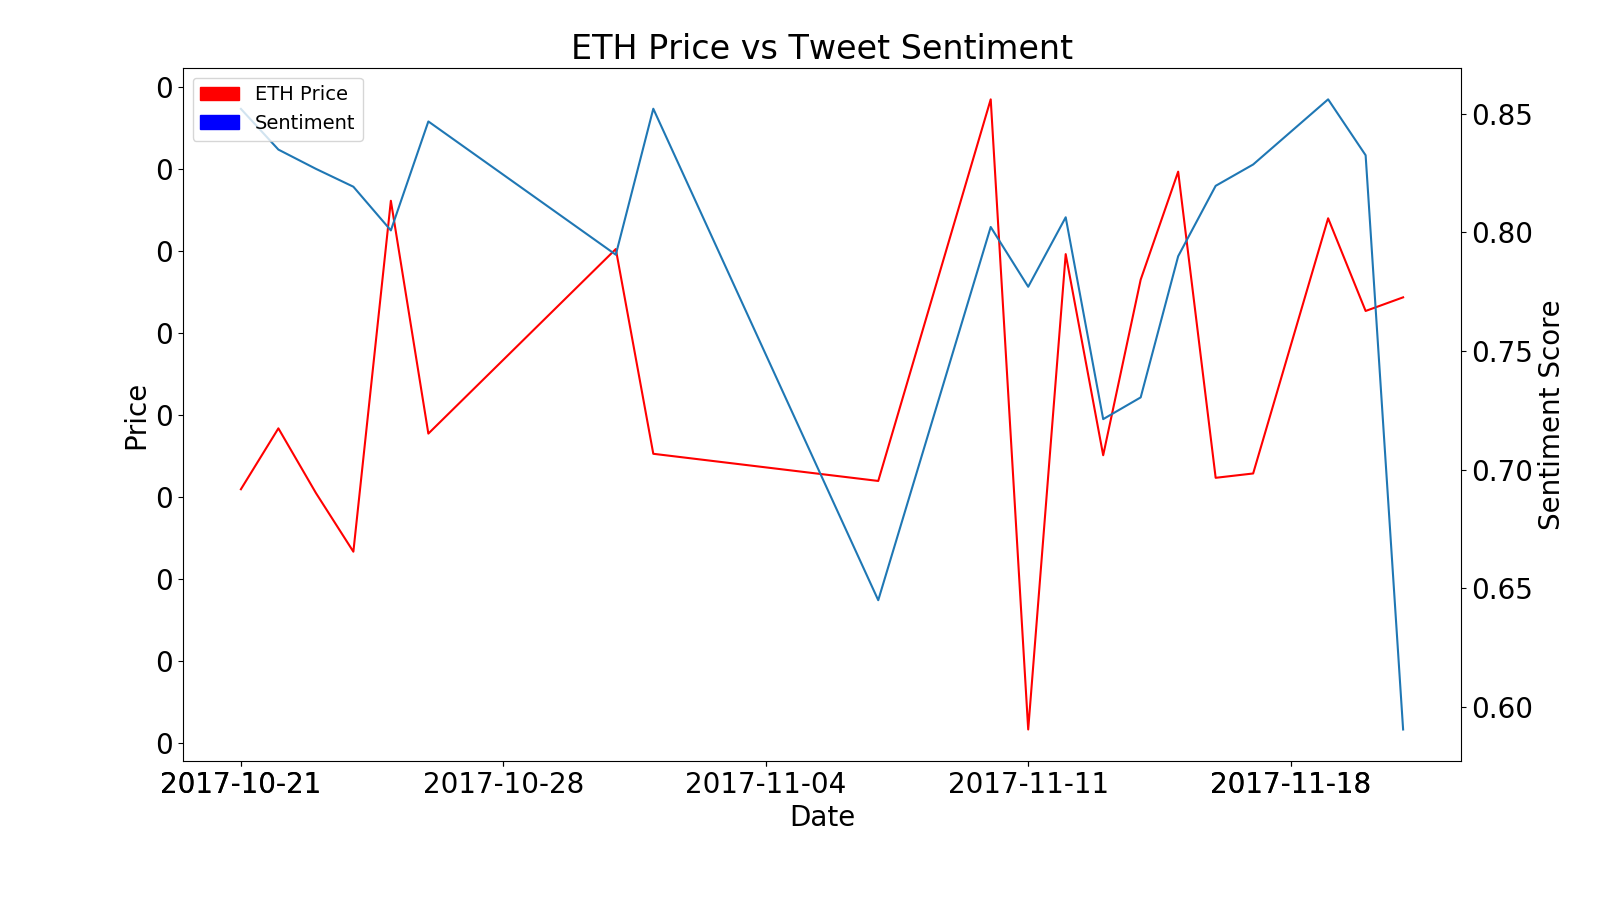 ETH Price vs Tweet Sentiment
ETH Price
Sentiment
0
0
0
0
0
0
0
0
0
Price
0.85
0.80
0.75
0.70
0.65
0.60
Sentiment Score
2017-10-21 2017-10-28 2017-11-04 2017-11-11 2017-11-18
Date